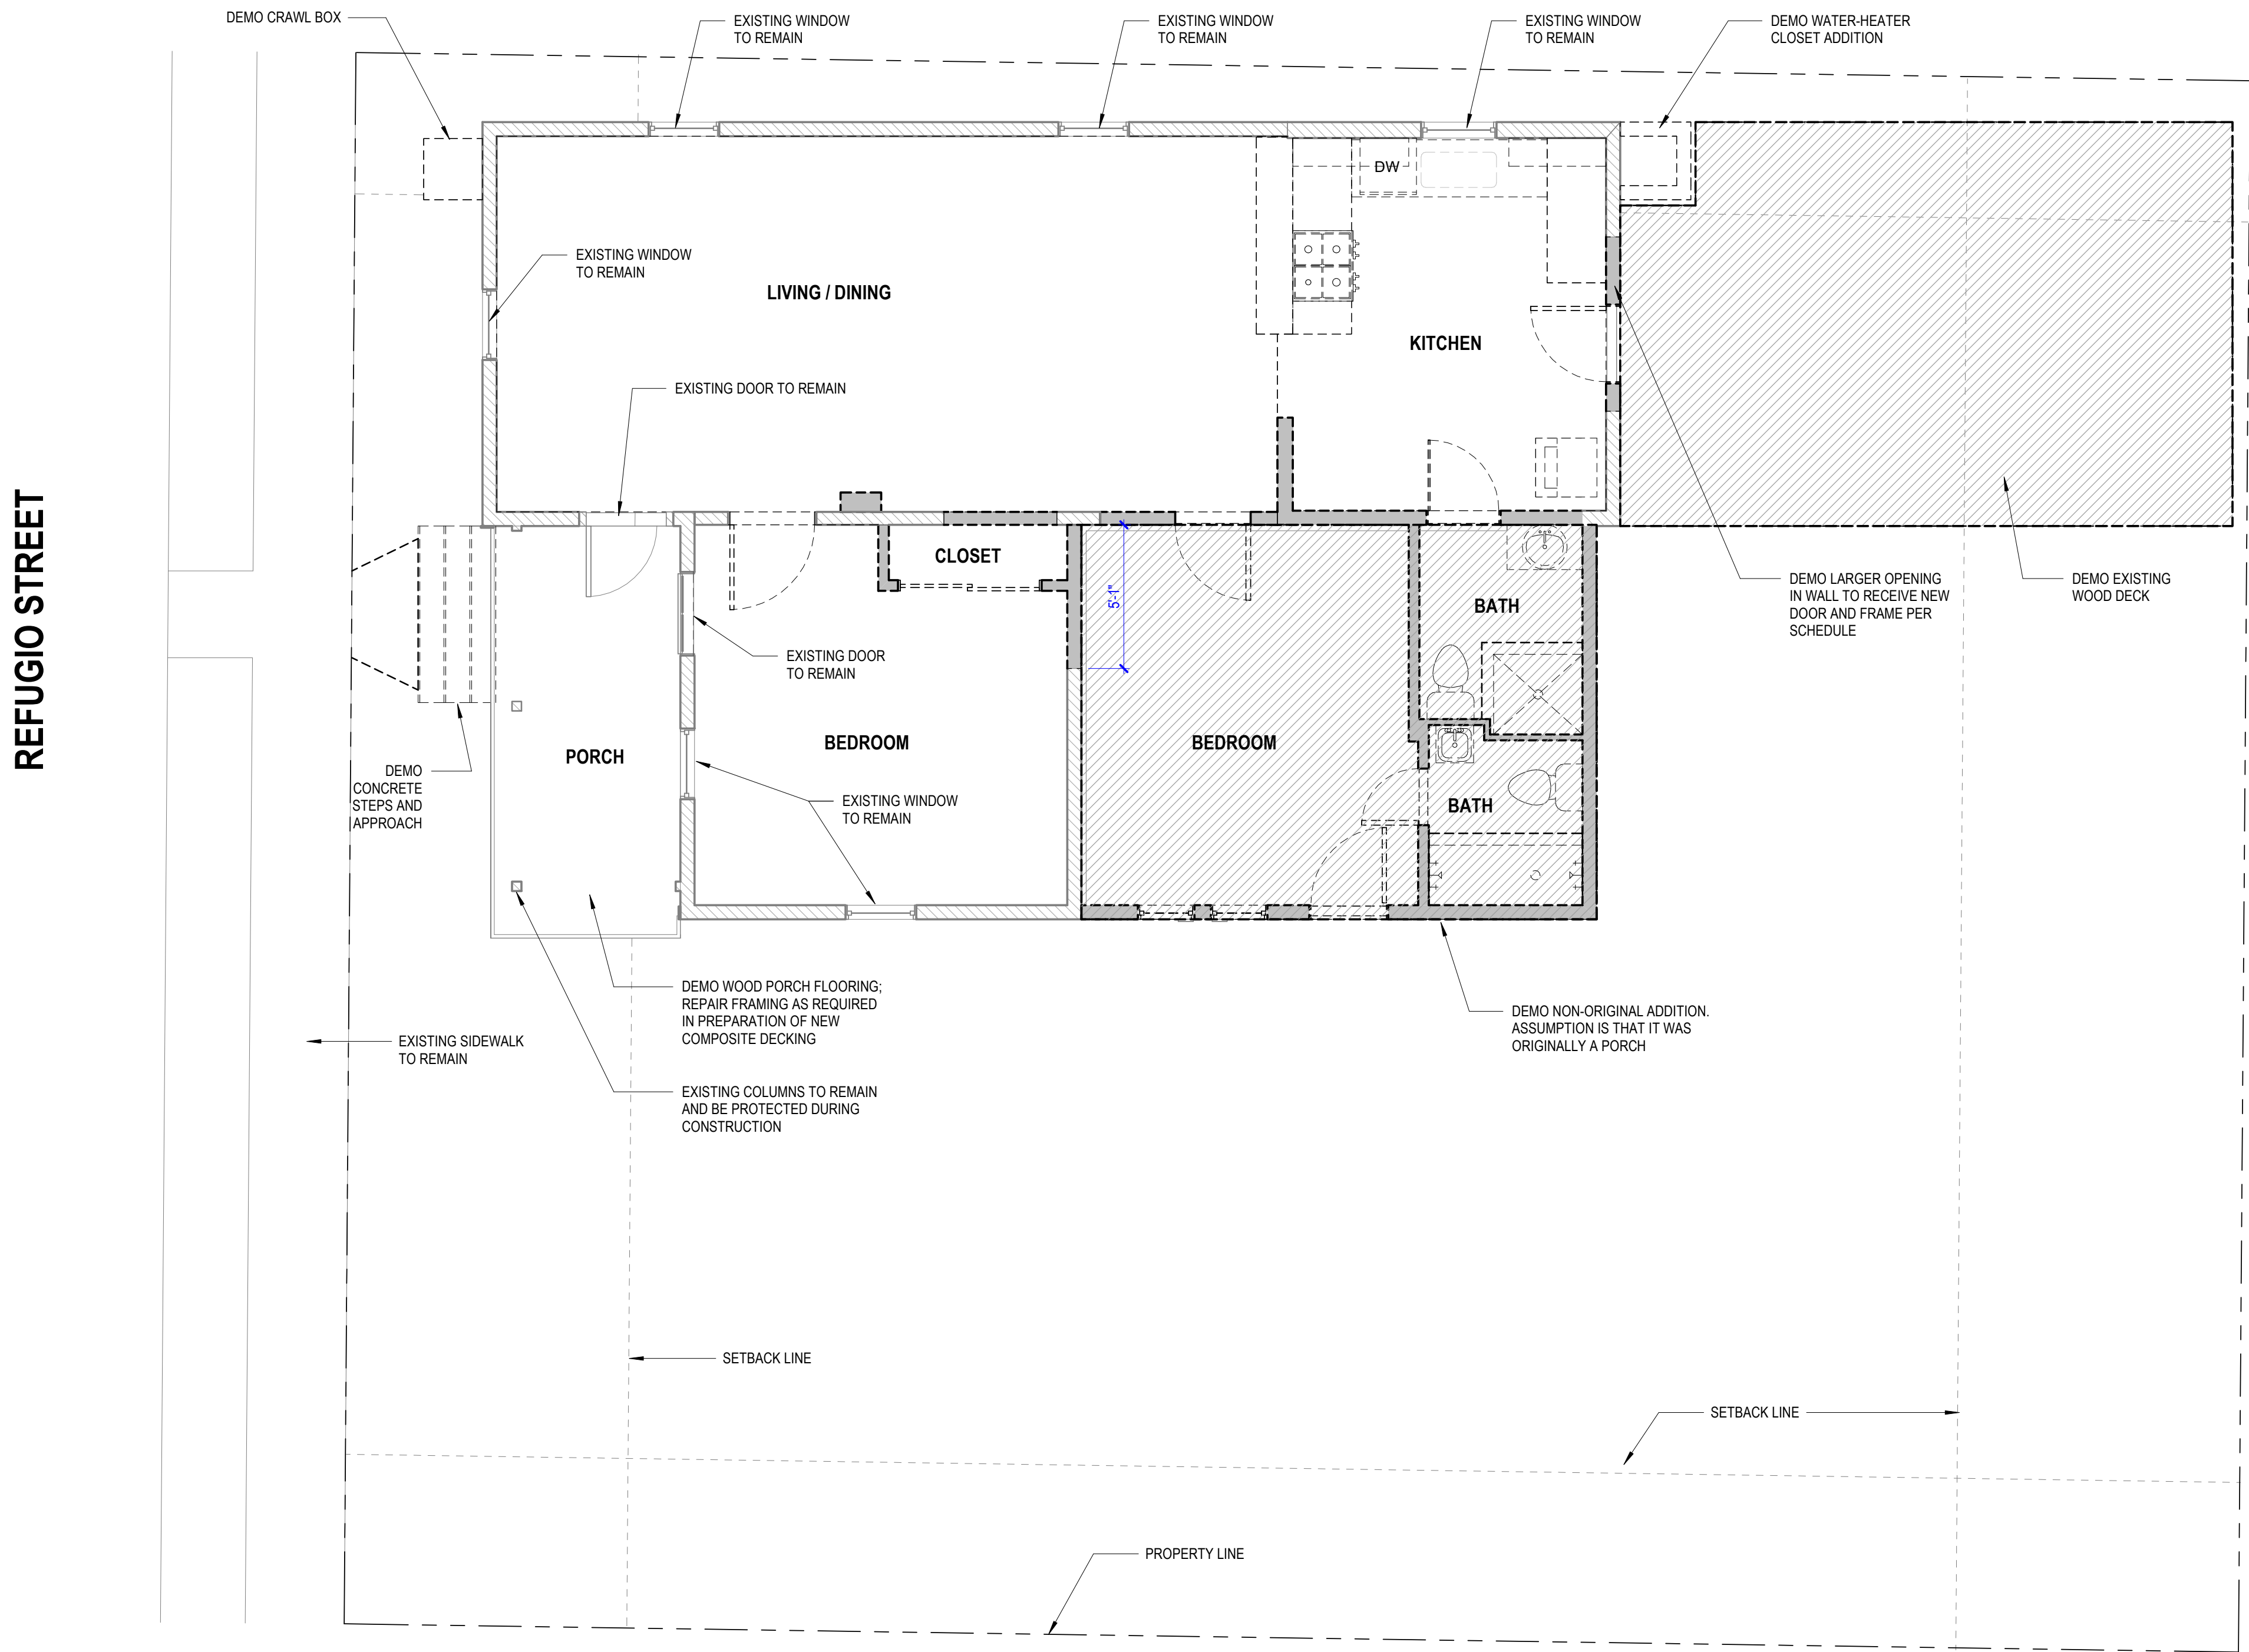 DEMO CRAWL BOX
EXISTING WINDOW
TO REMAIN
EXISTING WINDOW
TO REMAIN
EXISTING WINDOW
TO REMAIN
DEMO WATER-HEATER
CLOSET ADDITION
DW
EXISTING WINDOW
TO REMAIN
LIVING / DINING
KITCHEN
EXISTING DOOR TO REMAIN
REFUGIO STREET
CLOSET
5'-1"
BATH
DEMO LARGER OPENING
IN WALL TO RECEIVE NEW
DOOR AND FRAME PER
SCHEDULE
DEMO EXISTING
WOOD DECK
EXISTING DOOR
TO REMAIN
PORCH
BEDROOM
BEDROOM
DEMO
CONCRETE
STEPS AND
APPROACH
EXISTING WINDOW
TO REMAIN
BATH
DEMO WOOD PORCH FLOORING;
REPAIR FRAMING AS REQUIRED
IN PREPARATION OF NEW
COMPOSITE DECKING
DEMO NON-ORIGINAL ADDITION.
ASSUMPTION IS THAT IT WAS
ORIGINALLY A PORCH
EXISTING SIDEWALK
TO REMAIN
EXISTING COLUMNS TO REMAIN
AND BE PROTECTED DURING
CONSTRUCTION
SETBACK LINE
SETBACK LINE
PROPERTY LINE